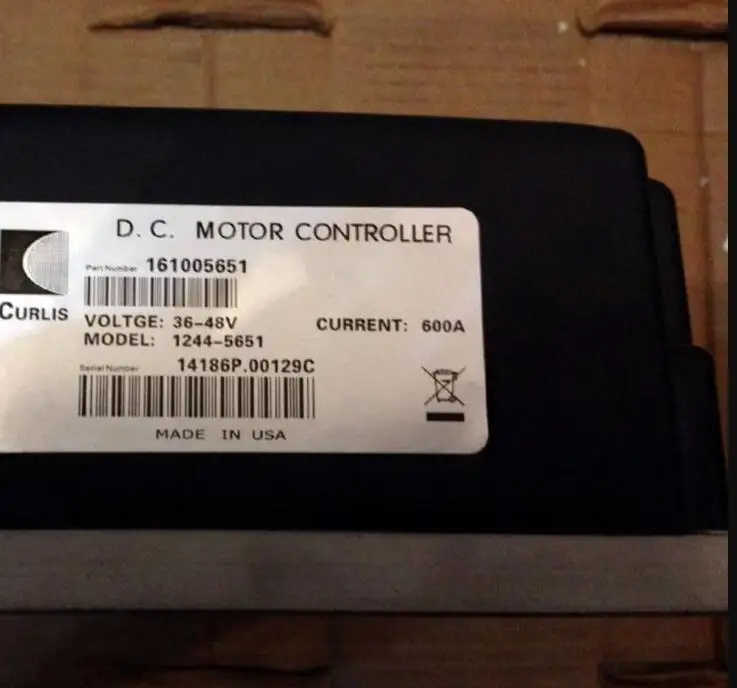 D. C. MOTOR CONTROLLER
Part Number 161005651
CURLIS
VOLTGE: 36-48V CURRENT: 600A
MODEL: 1244-5651
Serial Number 14186P.00129C
MADE IN USA